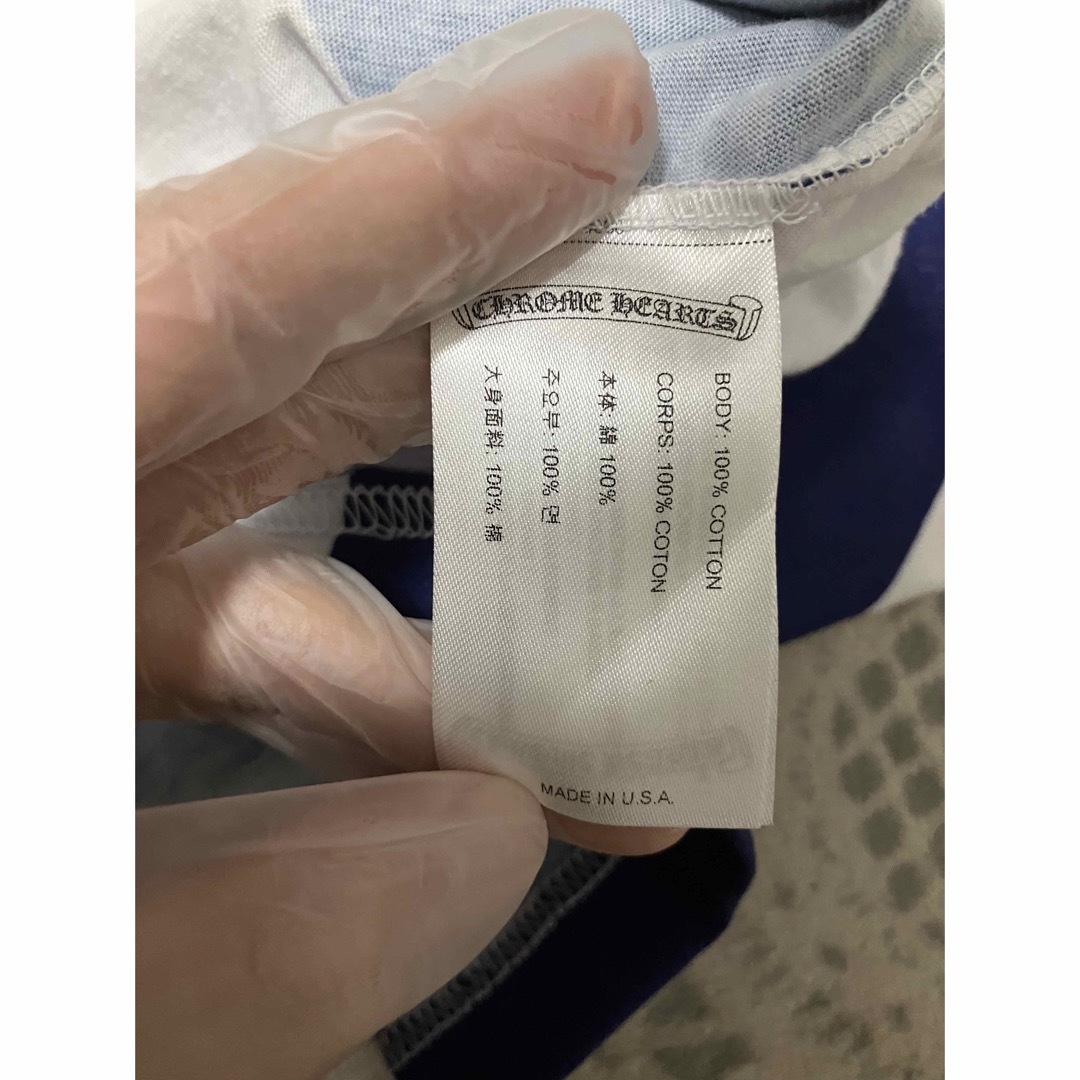 CHROME HEARTS
BODY: 100% COTTON
CORPS: 100% COTON
本体: 綿 100%
주요부: 100% 면
大身面料: 100% 棉
MADE IN U.S.A.